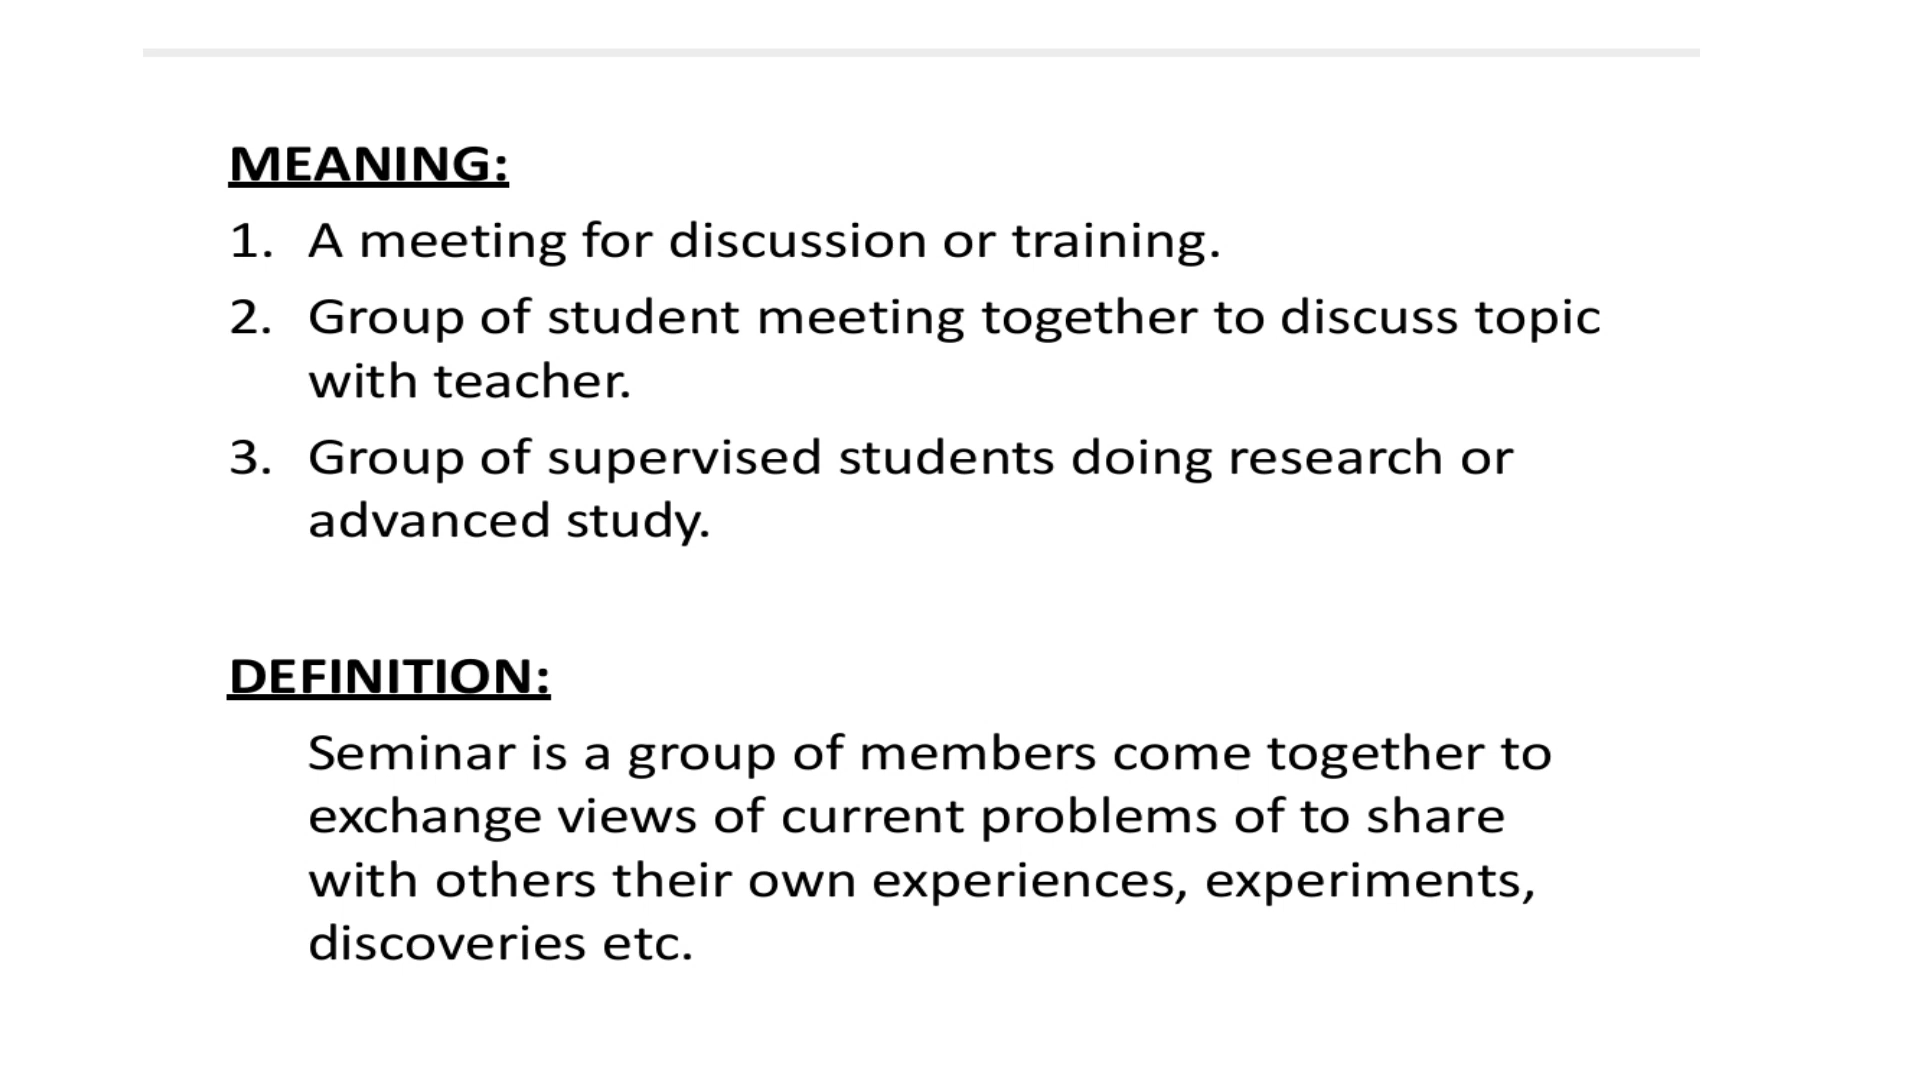 MEANING:
1. A meeting for discussion or training.
2. Group of student meeting together to discuss topic
with teacher.
3. Group of supervised students doing research or
advanced study.
DEFINITION:
Seminar is a group of members come together to
exchange views of current problems of to share
with others their own experiences, experiments,
discoveries etc.